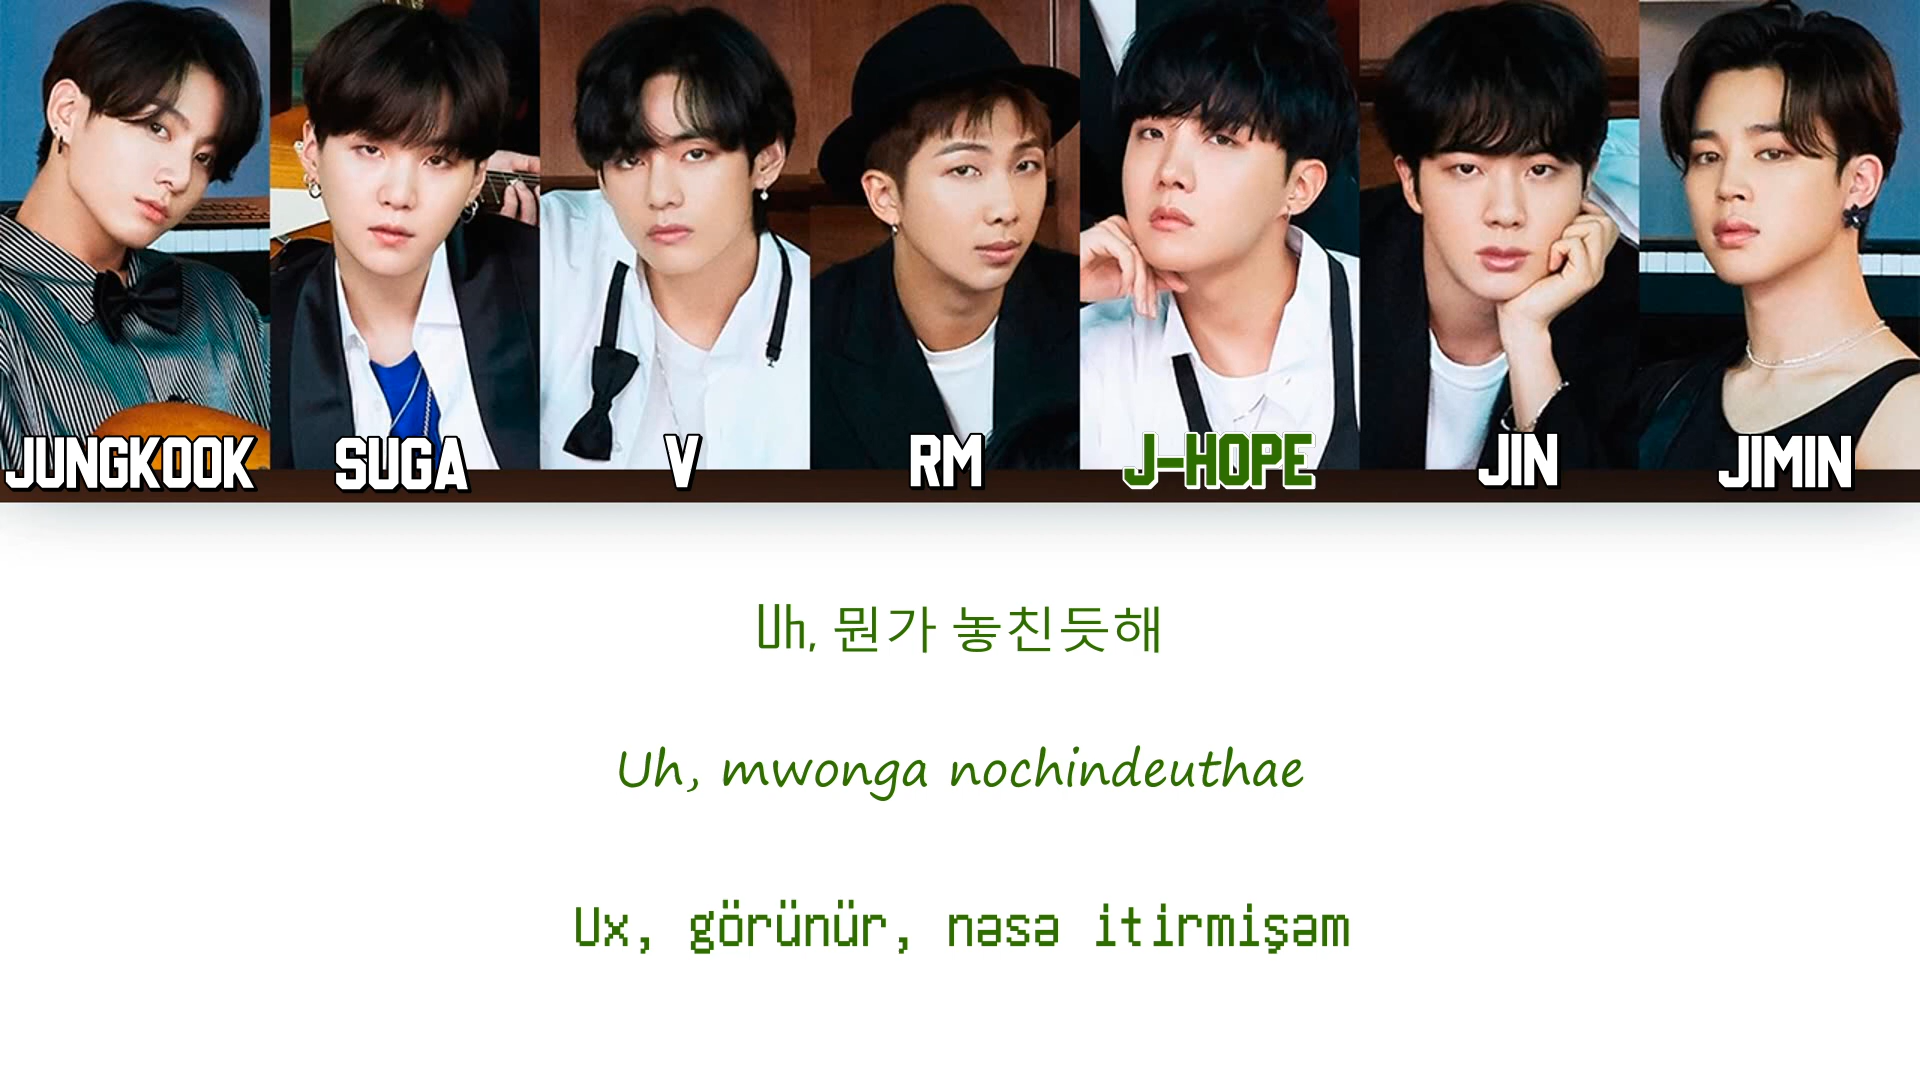 JUNGKOOK SUGA V RM J-HOPE JIN JIMIN
Uh, 뭔가 놓친듯해
Uh, mwonga nochindeuthae
Ux, görünür, nəsə itirmişəm